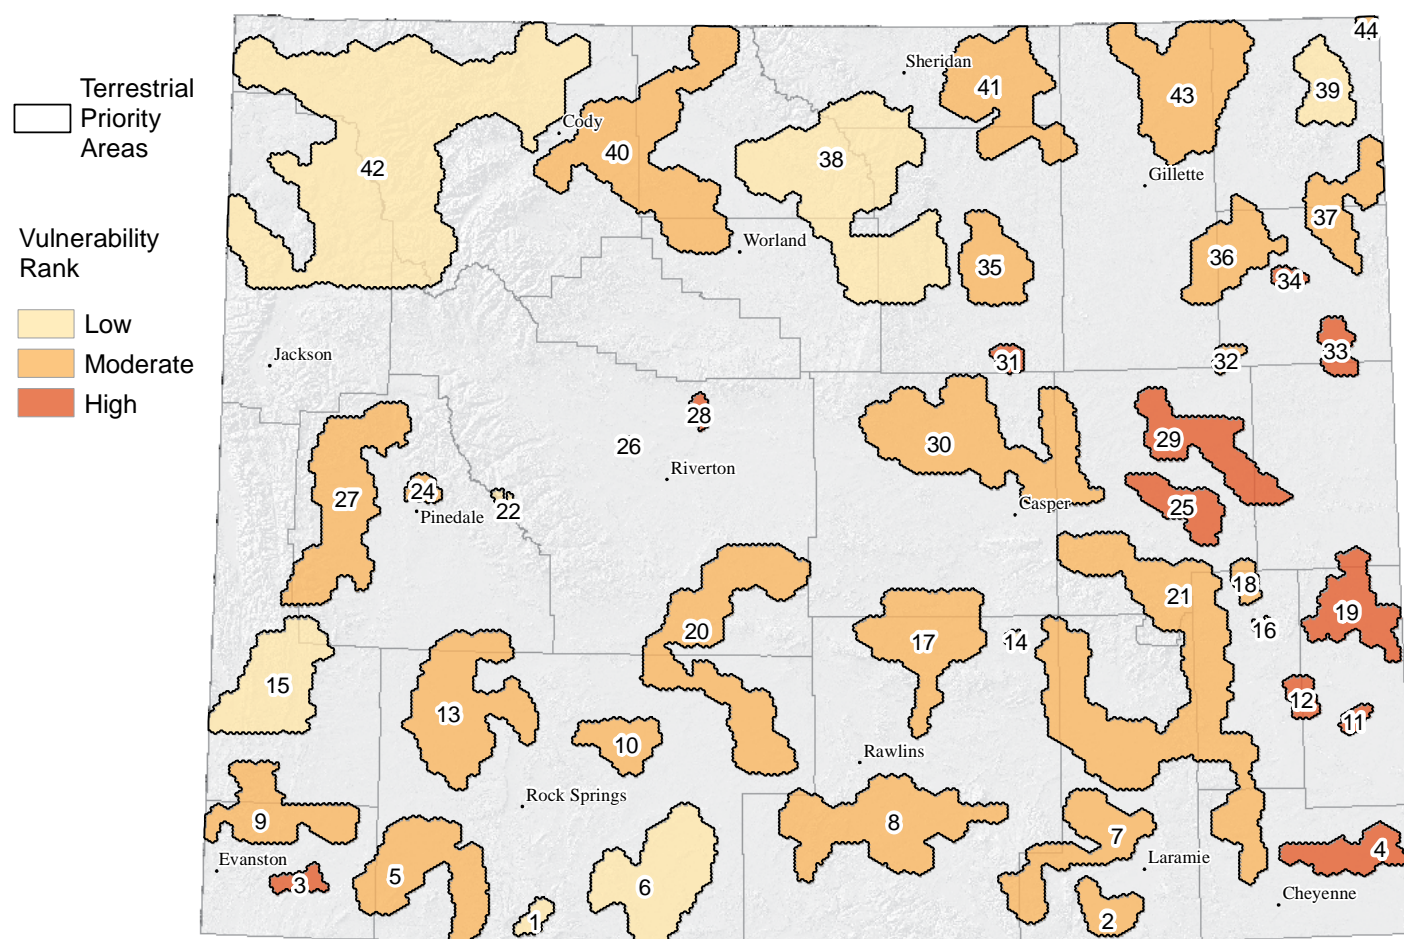 Terrestrial
Priority
Areas
Vulnerability
Rank
Low
Moderate
High
44
Sheridan
41
43
39
Cody
40
38
42
Gillette
37
Worland
35
36
34
31
32
33
Jackson
28
29
26
30
Riverton
27
24
22
Pinedale
25
Casper
18
21
19
16
20
17
14
15
13
12
11
10
Rawlins
Rock Springs
9
8
7
Evanston
Laramie
4
3
5
6
Cheyenne
1
2